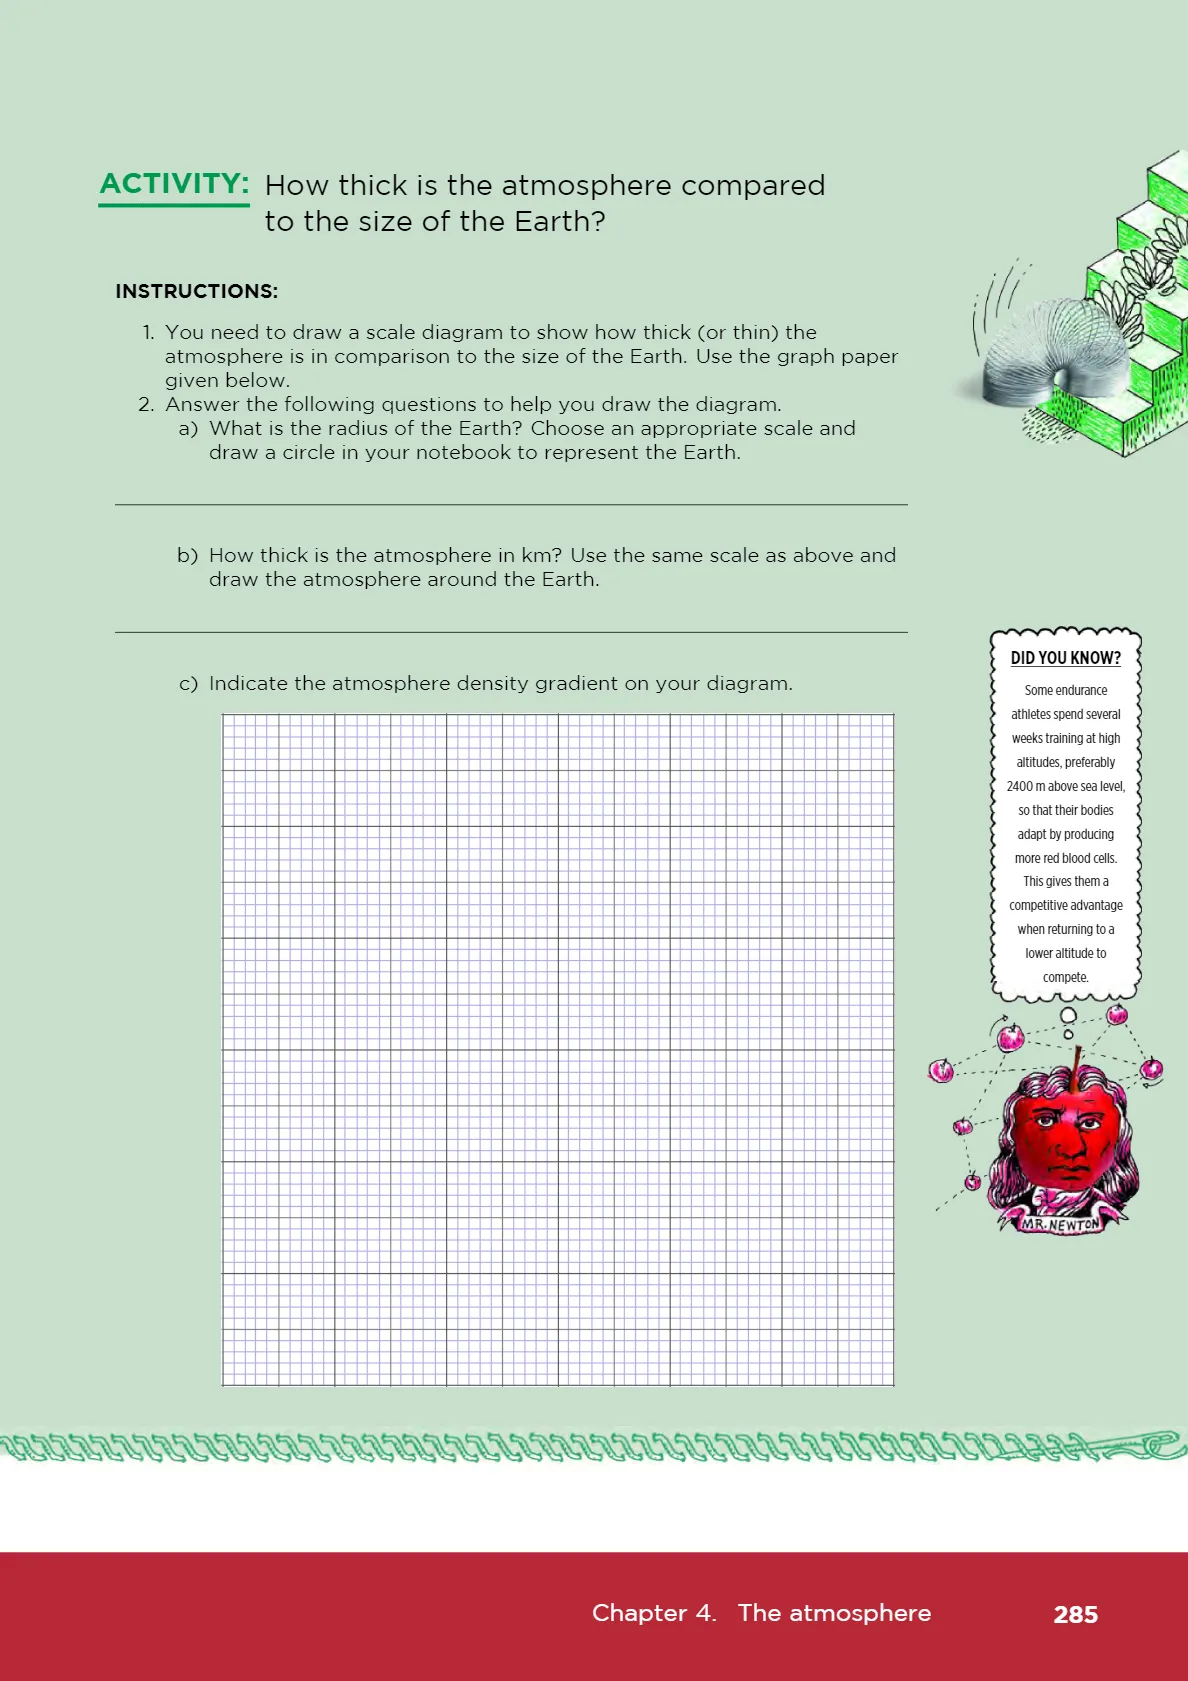 ACTIVITY: How thick is the atmosphere compared
to the size of the Earth?
INSTRUCTIONS:
1. You need to draw a scale diagram to show how thick (or thin) the
atmosphere is in comparison to the size of the Earth. Use the graph paper
given below.
2. Answer the following questions to help you draw the diagram.
a) What is the radius of the Earth? Choose an appropriate scale and
draw a circle in your notebook to represent the Earth.
b) How thick is the atmosphere in km? Use the same scale as above and
draw the atmosphere around the Earth.
c) Indicate the atmosphere density gradient on your diagram.
DID YOU KNOW?
Some endurance
athletes spend several
weeks training at high
altitudes, preferably
2400 m above sea level,
so that their bodies
adapt by producing
more red blood cells.
This gives them a
competitive advantage
when returning to a
lower altitude to
compete.
MR. NEWTON
Chapter 4. The atmosphere 285